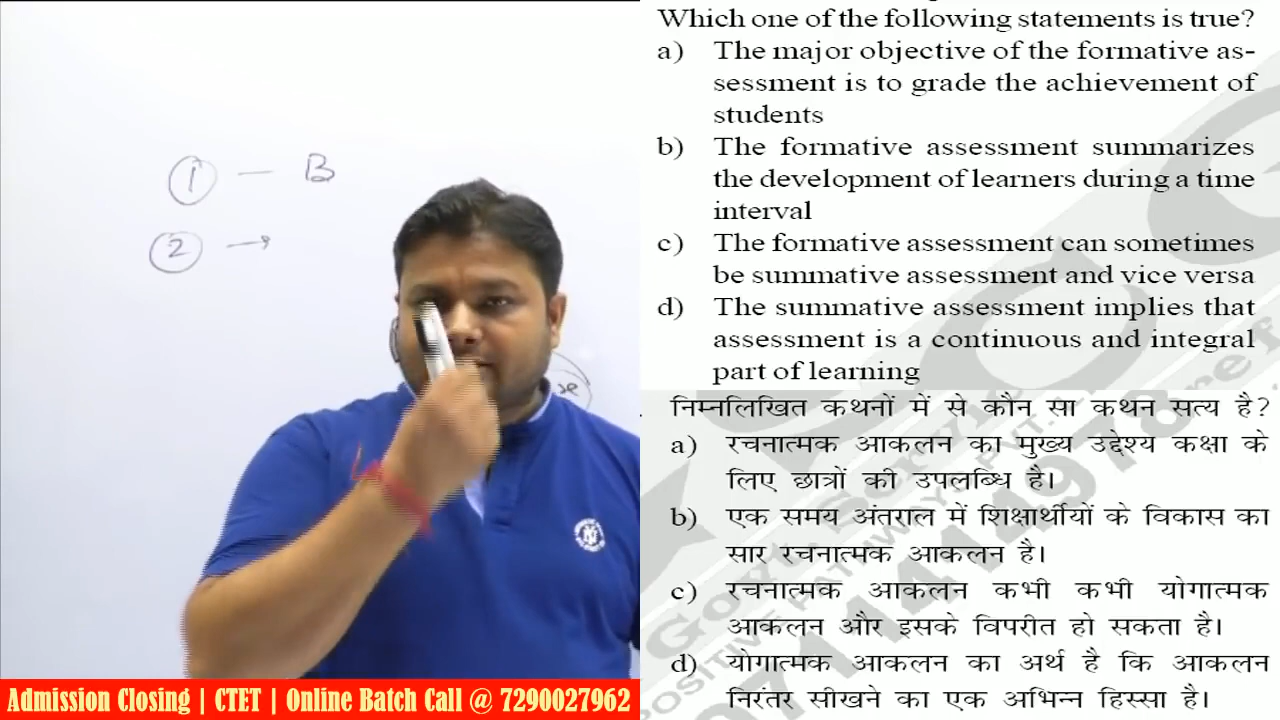 ① — B
② →
Which one of the following statements is true?
a) The major objective of the formative as-
sessment is to grade the achievement of
students
b) The formative assessment summarizes
the development of learners during a time
interval
c) The formative assessment can sometimes
be summative assessment and vice versa
d) The summative assessment implies that
assessment is a continuous and integral
part of learning
निम्नलिखित कथनों में से कौन सा कथन सत्य है?
a) रचनात्मक आकलन का मुख्य उद्देश्य कक्षा के
लिए छात्रों की उपलब्धि है।
b) एक समय अंतराल में शिक्षार्थीयों के विकास का
सार रचनात्मक आकलन है।
c) रचनात्मक आकलन कभी कभी योगात्मक
आकलन और इसके विपरीत हो सकता है।
d) योगात्मक आकलन का अर्थ है कि आकलन
निरंतर सीखने का एक अभिन्न हिस्सा है।
Admission Closing | CTET | Online Batch Call @ 7290027962